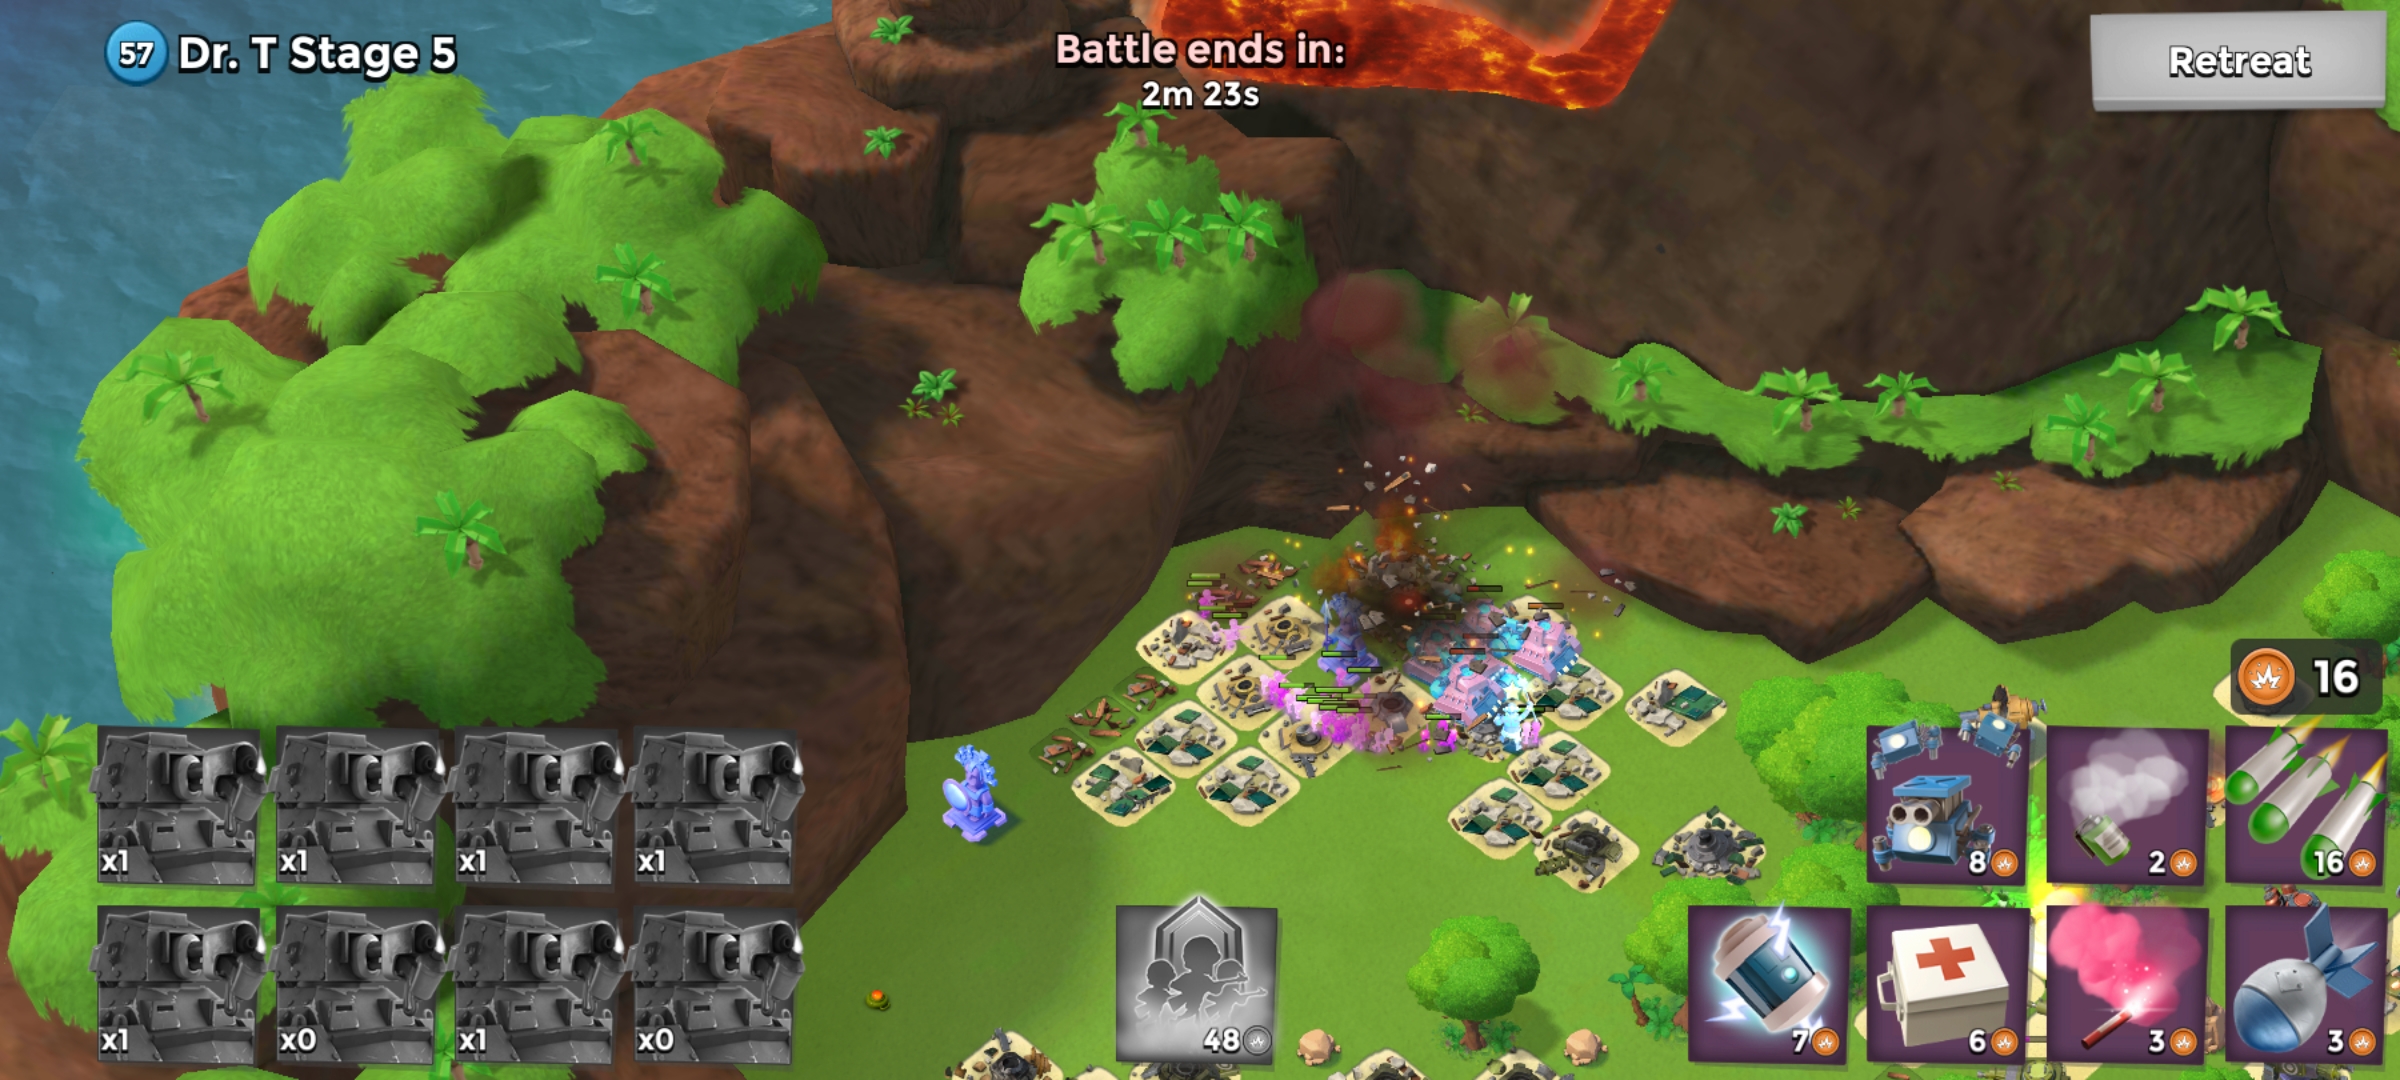 57 Dr. T Stage 5
Battle ends in:
2m 23s
Retreat
16
x1 x1 x1 x1
8 2 16
x1 x0 x1 x0
48
7 6 3 3